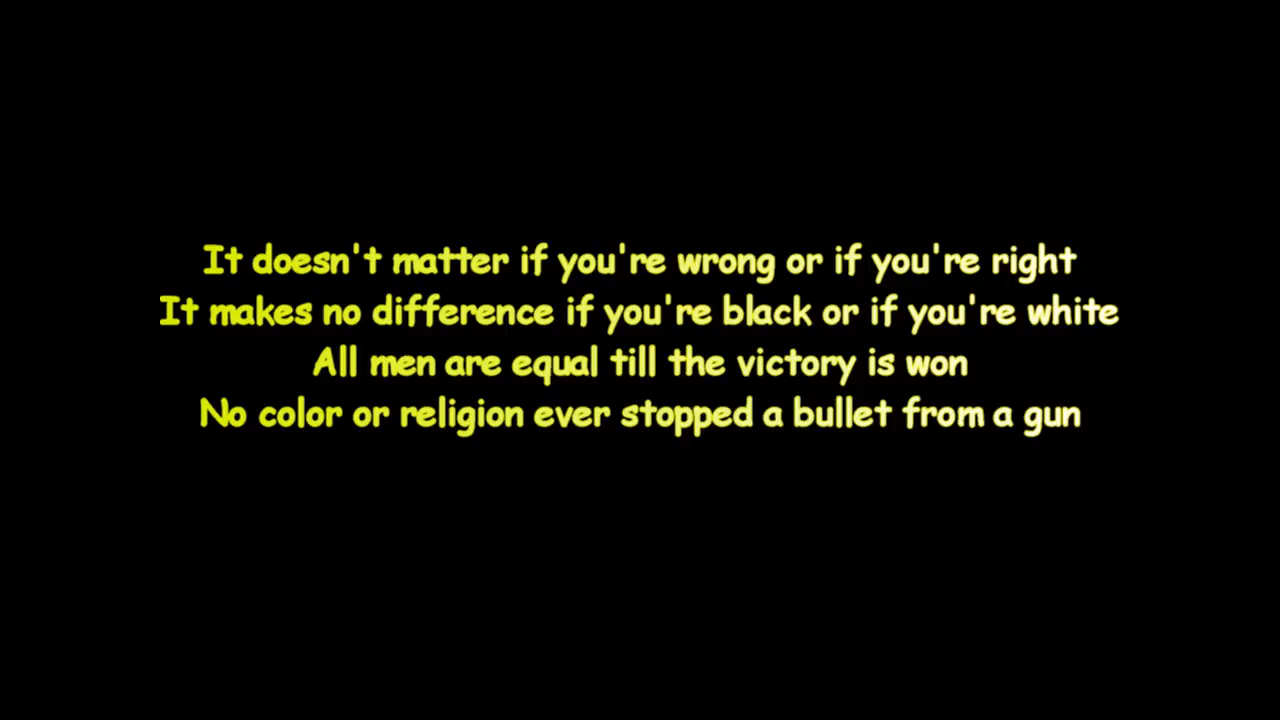 It doesn't matter if you're wrong or if you're right
It makes no difference if you're black or if you're white
All men are equal till the victory is won
No color or religion ever stopped a bullet from a gun